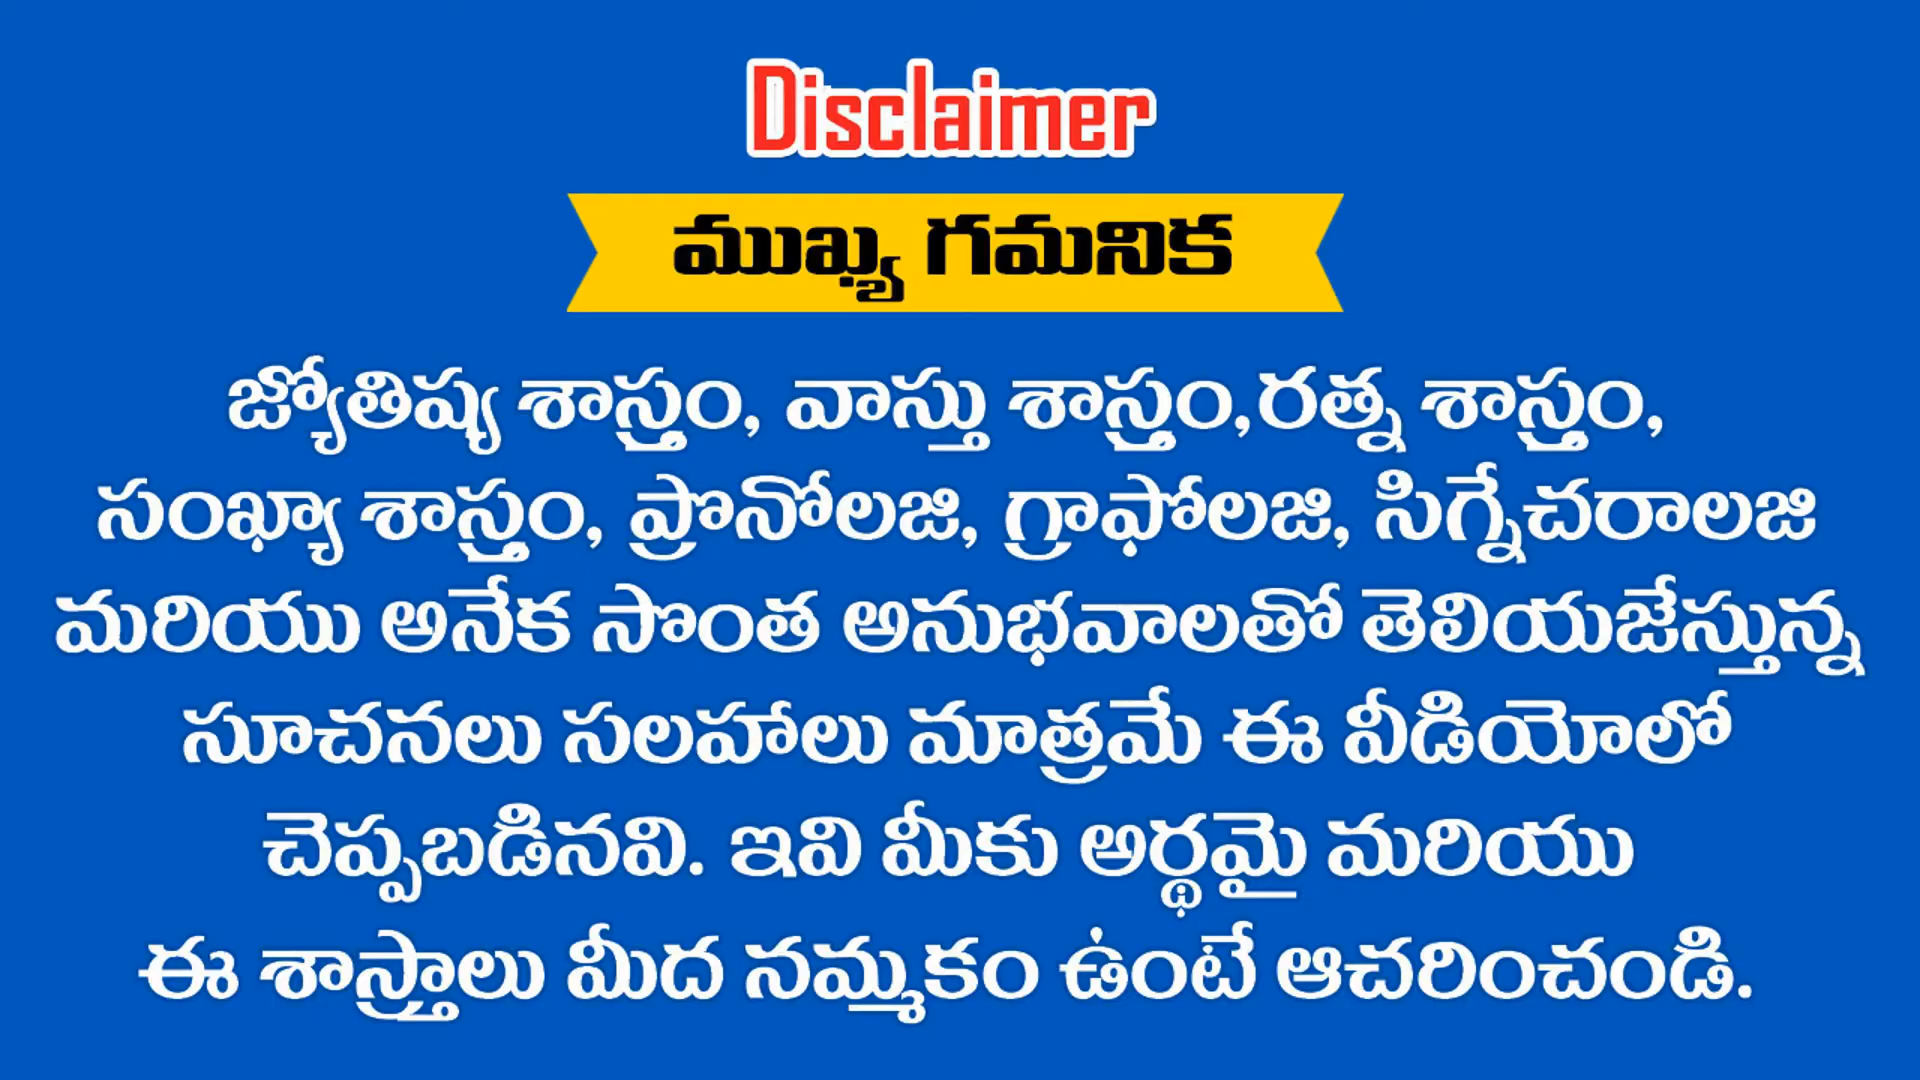 Disclaimer
ముఖ్య గమనిక
జ్యోతిష్య శాస్త్రం, వాస్తు శాస్త్రం,రత్న శాస్త్రం,
సంఖ్యా శాస్త్రం, ప్రొనోలజి, గ్రాఫోలజి, సిగ్నేచరాలజి
మరియు అనేక సొంత అనుభవాలతో తెలియజేస్తున్న
సూచనలు సలహాలు మాత్రమే ఈ వీడియోలో
చెప్పబడినవి. ఇవి మీకు అర్థమై మరియు
ఈ శాస్త్రాలు మీద నమ్మకం ఉంటే ఆచరించండి.